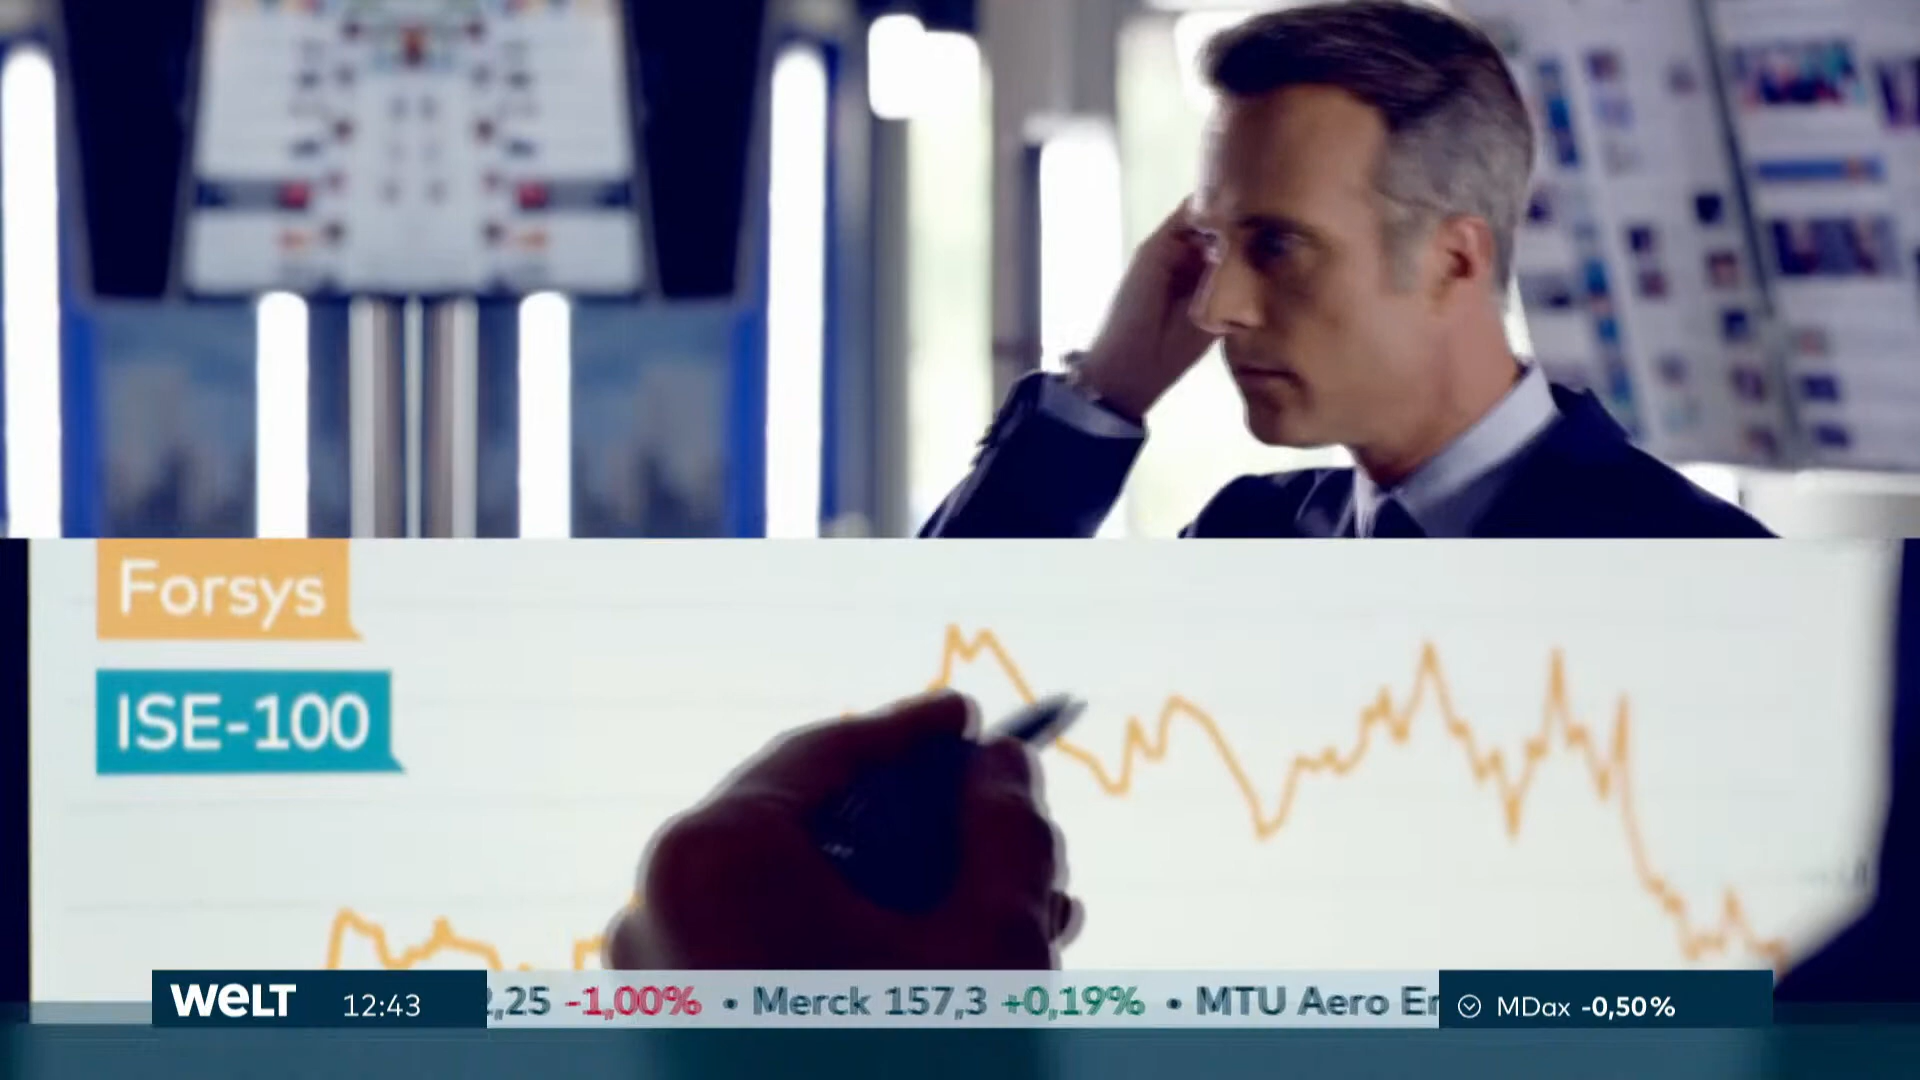 Forsys
ISE-100
WELT 12:43 2,25 -1,00% • Merck 157,3 +0,19% • MTU Aero Er MDax -0,50%